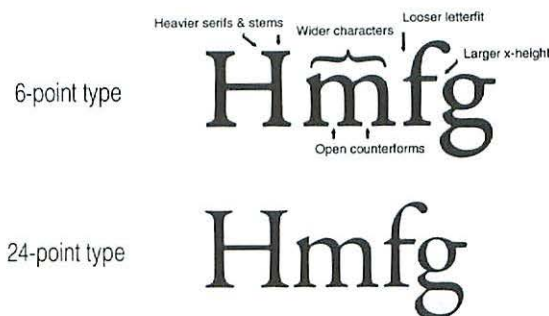 Heavier serifs & stems
Wider characters
Looser letterfit
Larger x-height
6-point type
Hmfg
Open counterforms
24-point type
Hmfg